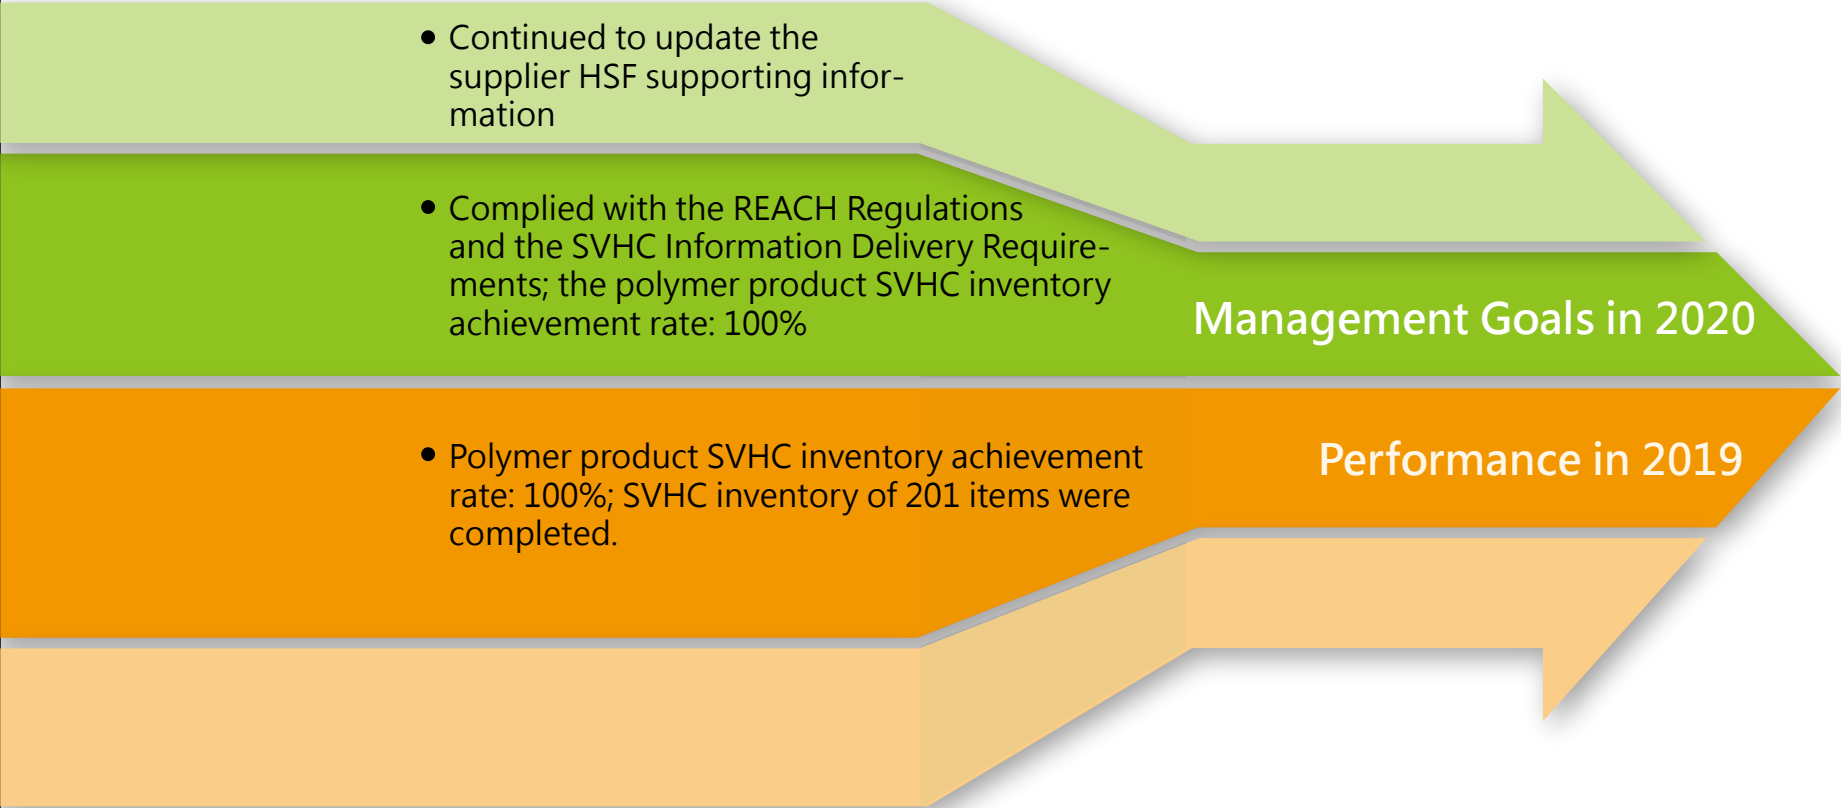 • Continued to update the
supplier HSF supporting infor-
mation
• Complied with the REACH Regulations
and the SVHC Information Delivery Require-
ments; the polymer product SVHC inventory
achievement rate: 100%
Management Goals in 2020
• Polymer product SVHC inventory achievement
rate: 100%; SVHC inventory of 201 items were
completed.
Performance in 2019